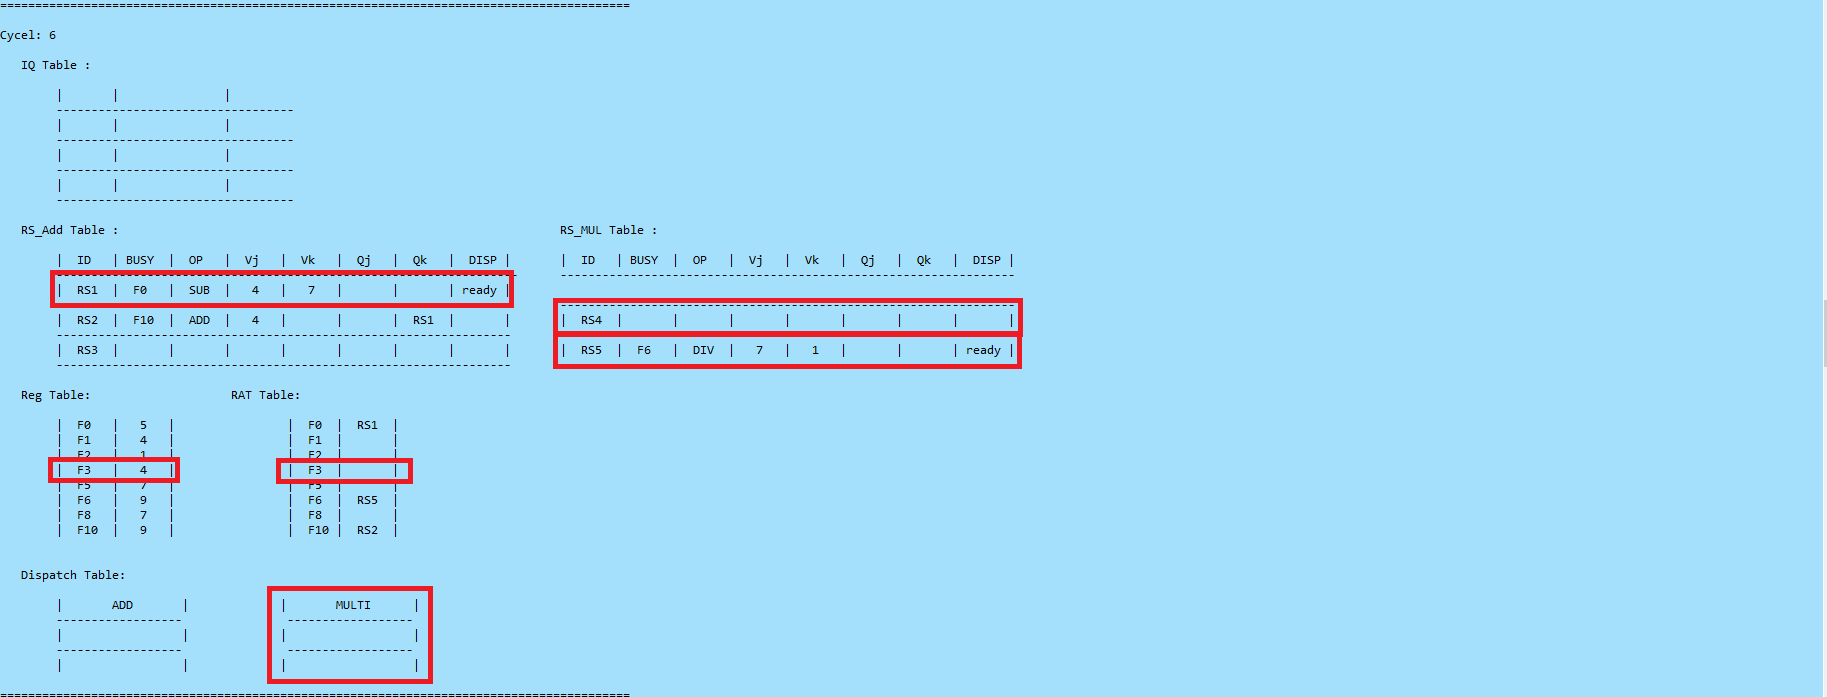 ==========================================================================================
Cycel: 6
IQ Table :
|       |               |
----------------------------------
|       |               |
----------------------------------
|       |               |
----------------------------------
|       |               |
----------------------------------
RS_Add Table : RS_MUL Table :
|  ID   | BUSY  |  OP   |  Vj   |  Vk   |  Qj   |  Qk   |  DISP | |  ID   | BUSY  |  OP   |  Vj   |  Vk   |  Qj   |  Qk   |  DISP |
------------------------------------------------------------------ -----------------------------------------------------------------
|  RS1  |  F0   |  SUB  |   4   |   7   |       |       | ready |
-----------------------------------------------------------------
|  RS2  |  F10  |  ADD  |   4   |       |       |  RS1  |       | |  RS4  |       |       |       |       |       |       |       |
-----------------------------------------------------------------
|  RS3  |       |       |       |       |       |       |       | |  RS5  |  F6   |  DIV  |   7   |   1   |       |       | ready |
-----------------------------------------------------------------
Reg Table: RAT Table:
|  F0   |   5   | |  F0  |  RS1  |
|  F1   |   4   | |  F1  |       |
|  F2   |   1   | |  F2  |       |
|  F3   |   4   | |  F3  |       |
|  F5   |   7   | |  F5  |       |
|  F6   |   9   | |  F6  |  RS5  |
|  F8   |   7   | |  F8  |       |
|  F10  |   9   | |  F10 |  RS2  |
Dispatch Table:
|       ADD       | |       MULTI      |
------------------ ------------------
|                 | |                  |
------------------ ------------------
|                 | |                  |
==========================================================================================